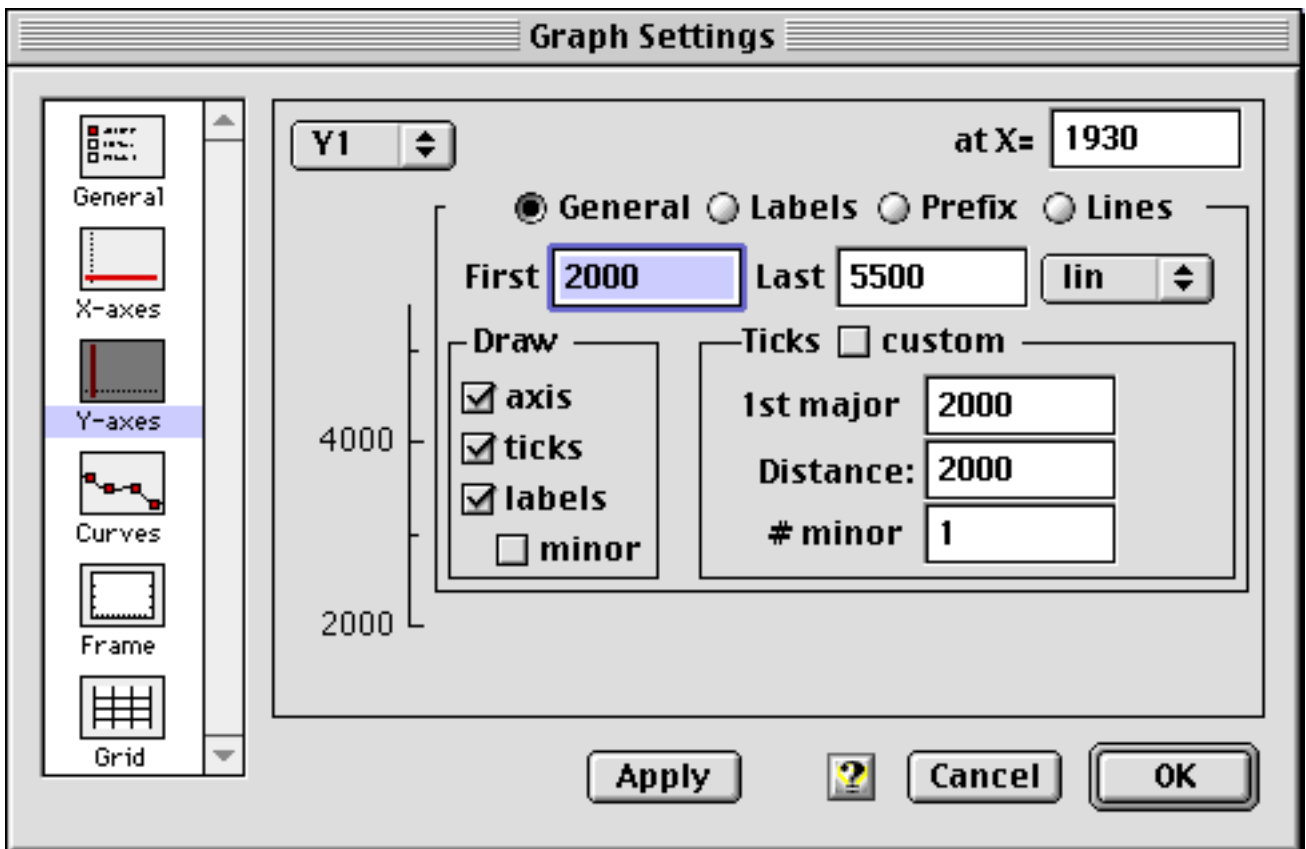 Graph Settings
General
X-axes
Y-axes
Curves
Frame
Grid
Y1
at X= 1930
General Labels Prefix Lines
First 2000 Last 5500 lin
Draw
axis
ticks
labels
minor
Ticks custom
1st major 2000
Distance: 2000
# minor 1
4000
2000
Apply ? Cancel OK